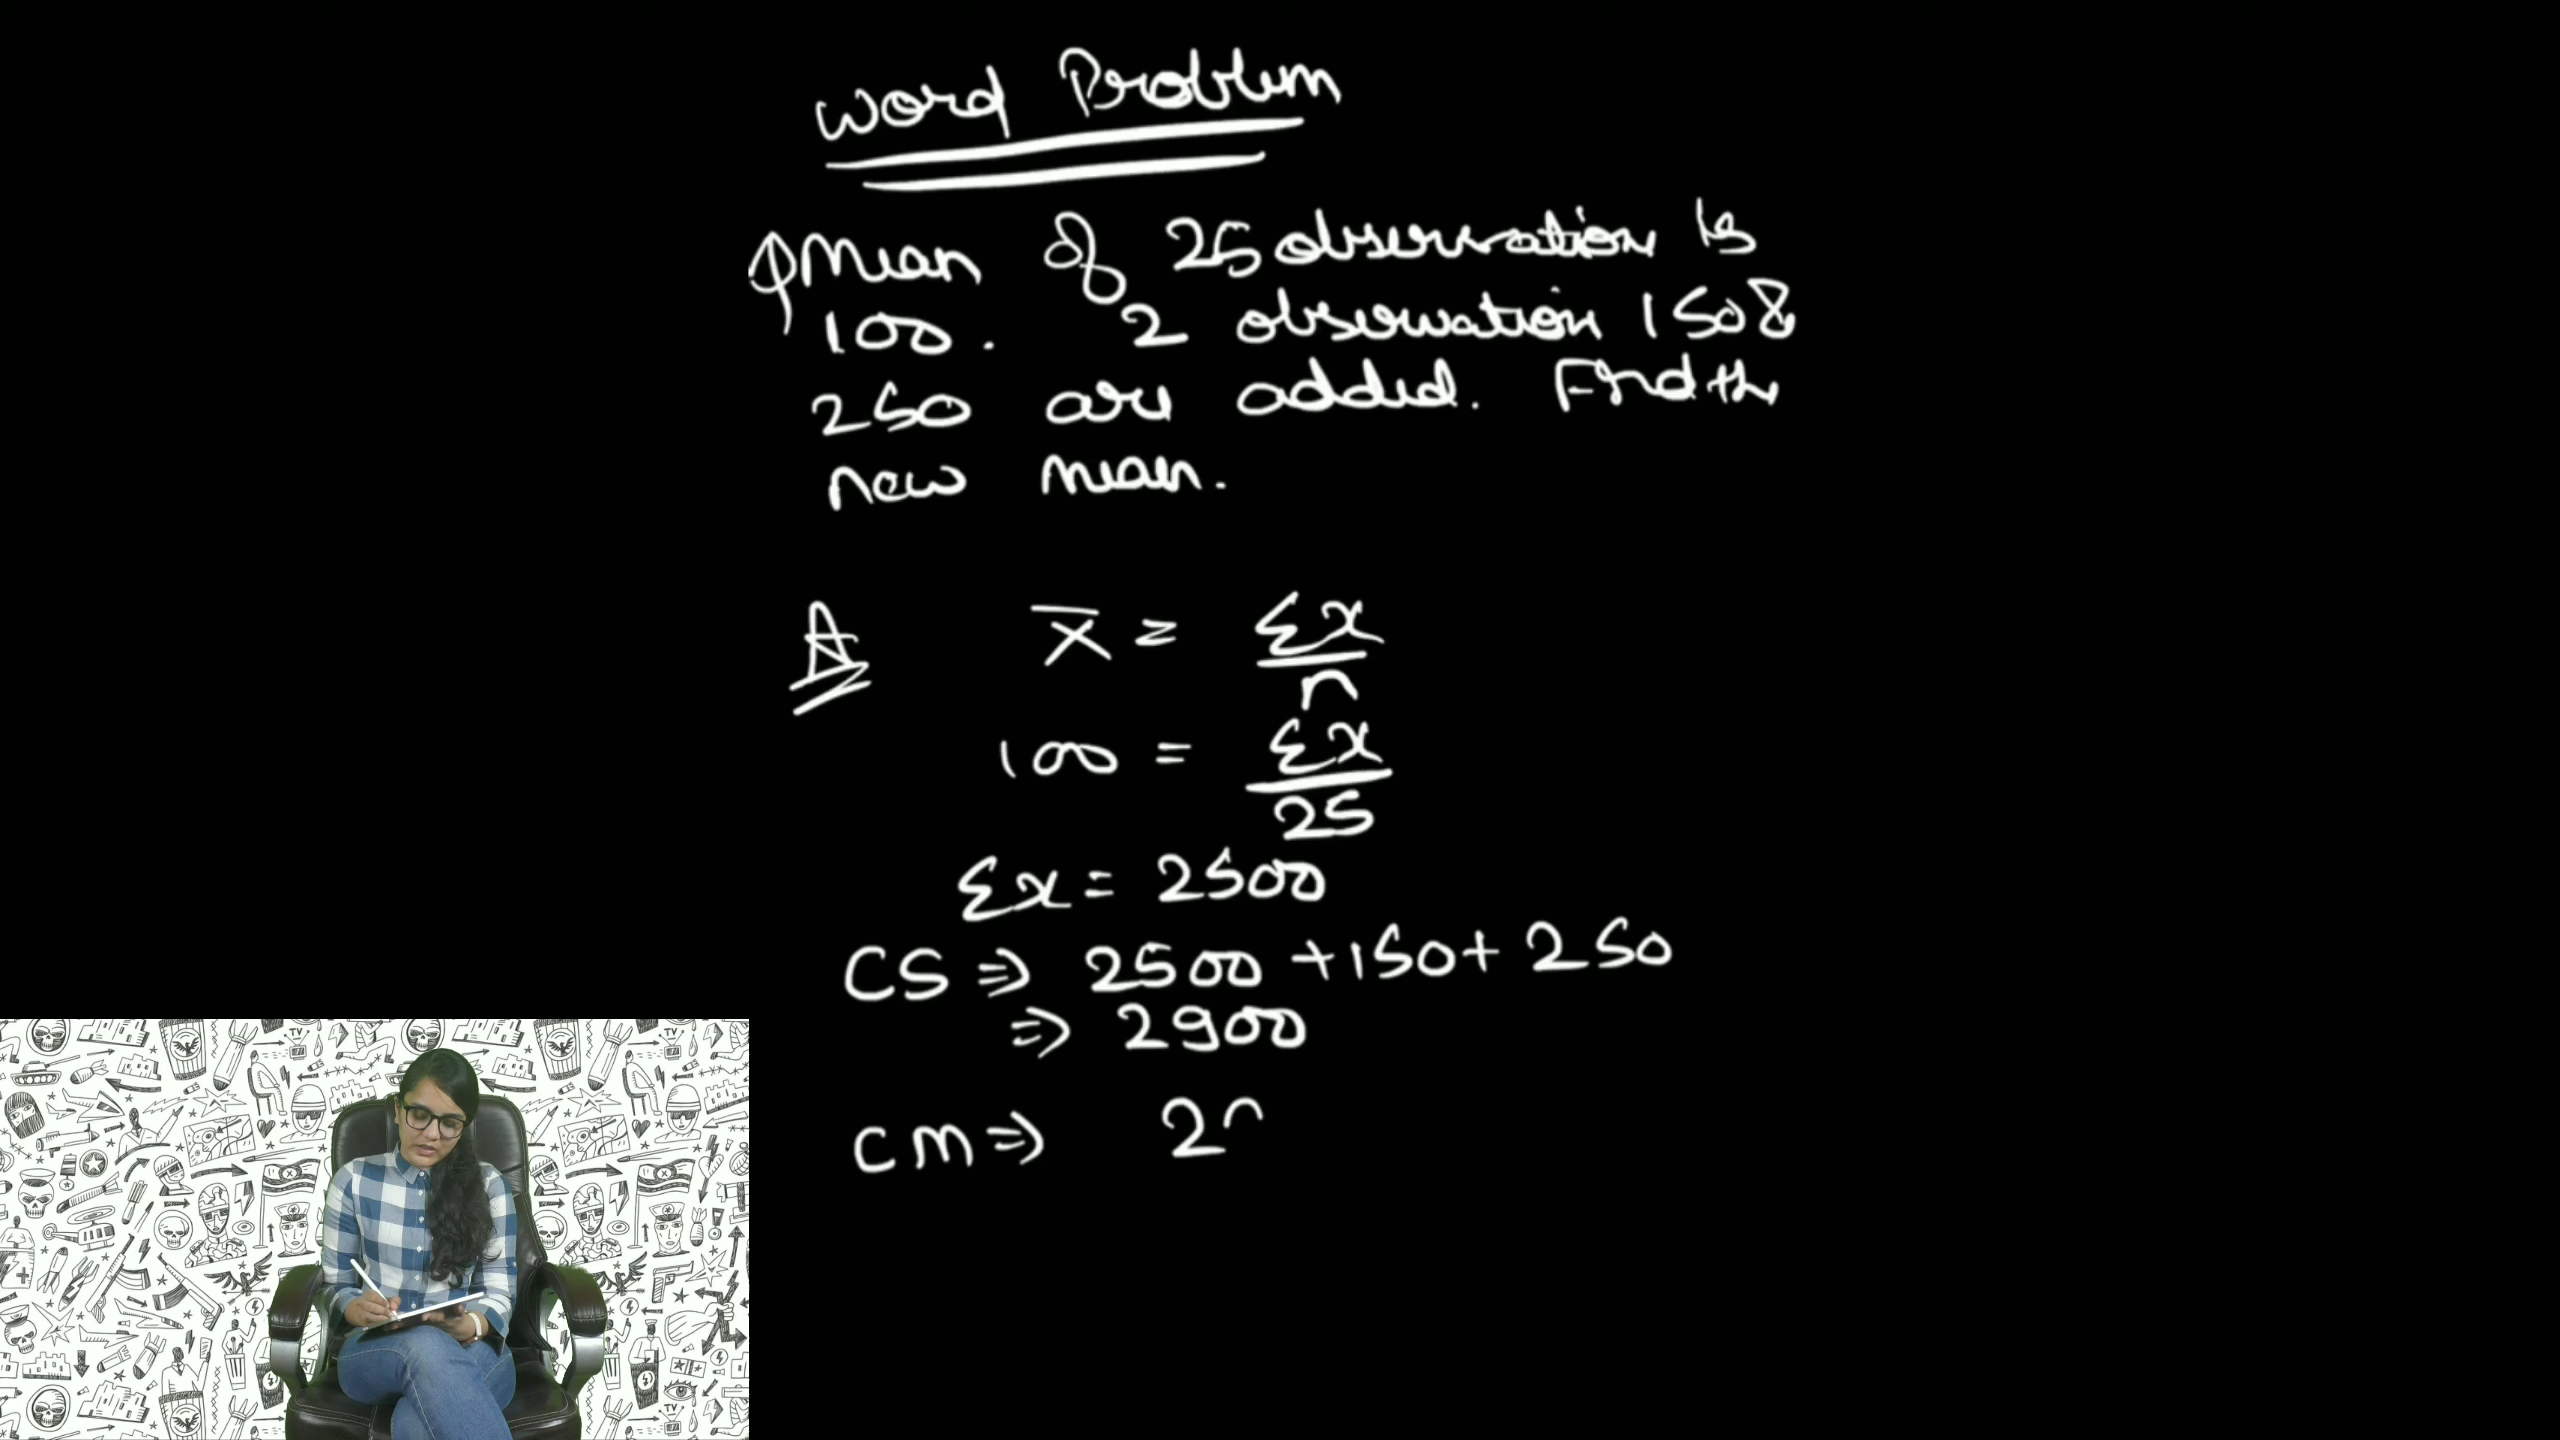 Word Problem
Q Mean of 25 observation is
100. 2 observation 150 &
250 are added. Find the
new mean.
A
X̄ = Σx/n
100 = Σx/25
Σx = 2500
CS ⇒ 2500 + 150 + 250
⇒ 2900
CM ⇒ 2